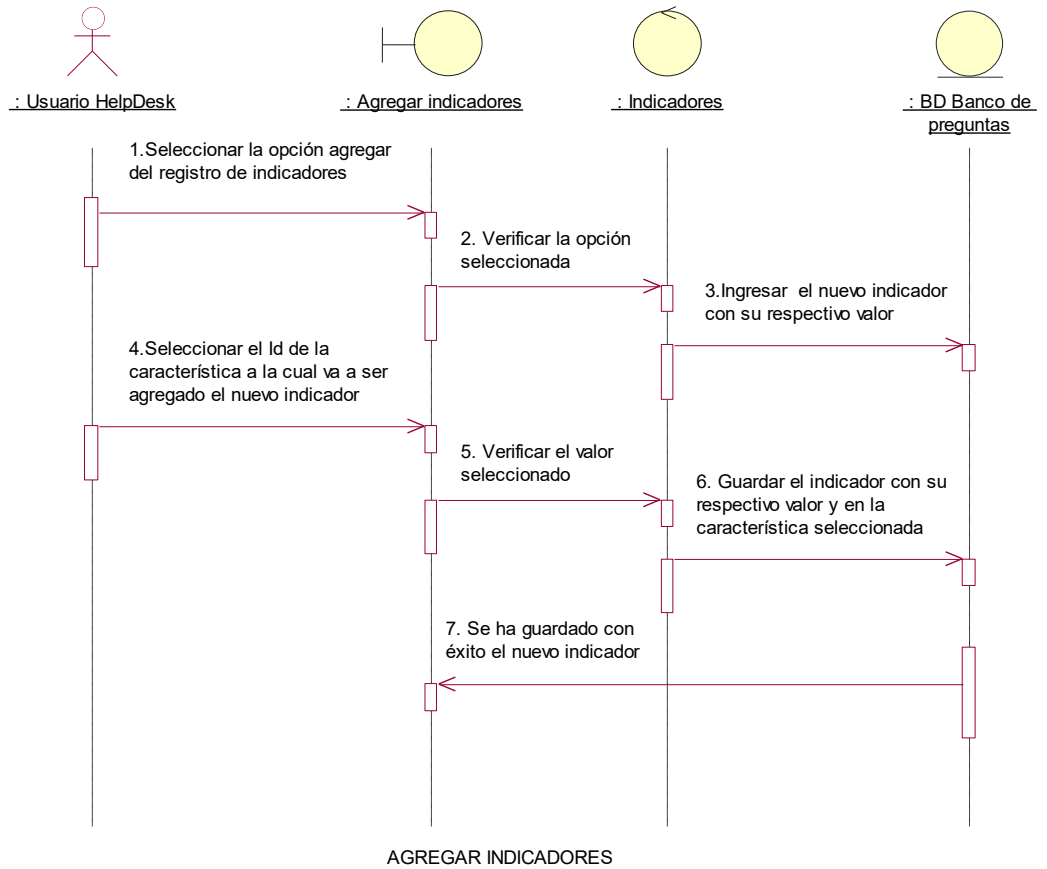 : Usuario HelpDesk
: Agregar indicadores
: Indicadores
: BD Banco de
preguntas
1.Seleccionar la opción agregar
del registro de indicadores
2. Verificar la opción
seleccionada
3.Ingresar el nuevo indicador
con su respectivo valor
4.Seleccionar el Id de la
característica a la cual va a ser
agregado el nuevo indicador
5. Verificar el valor
seleccionado
6. Guardar el indicador con su
respectivo valor y en la
característica seleccionada
7. Se ha guardado con
éxito el nuevo indicador
AGREGAR INDICADORES